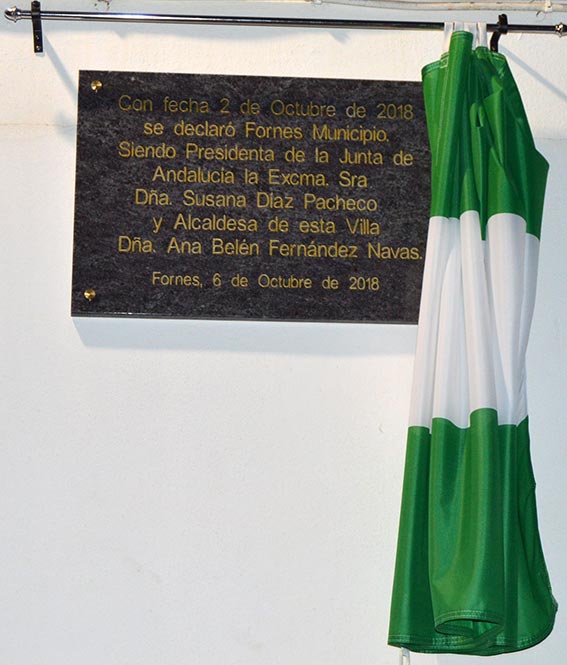 Con fecha 2 de Octubre de 2018
se declaró Fornes Municipio.
Siendo Presidenta de la Junta de
Andalucia la Excma. Sra
Dña. Susana Diaz Pacheco
y Alcaldesa de esta Villa
Dña. Ana Belén Fernández Navas.
Fornes, 6 de Octubre de 2018